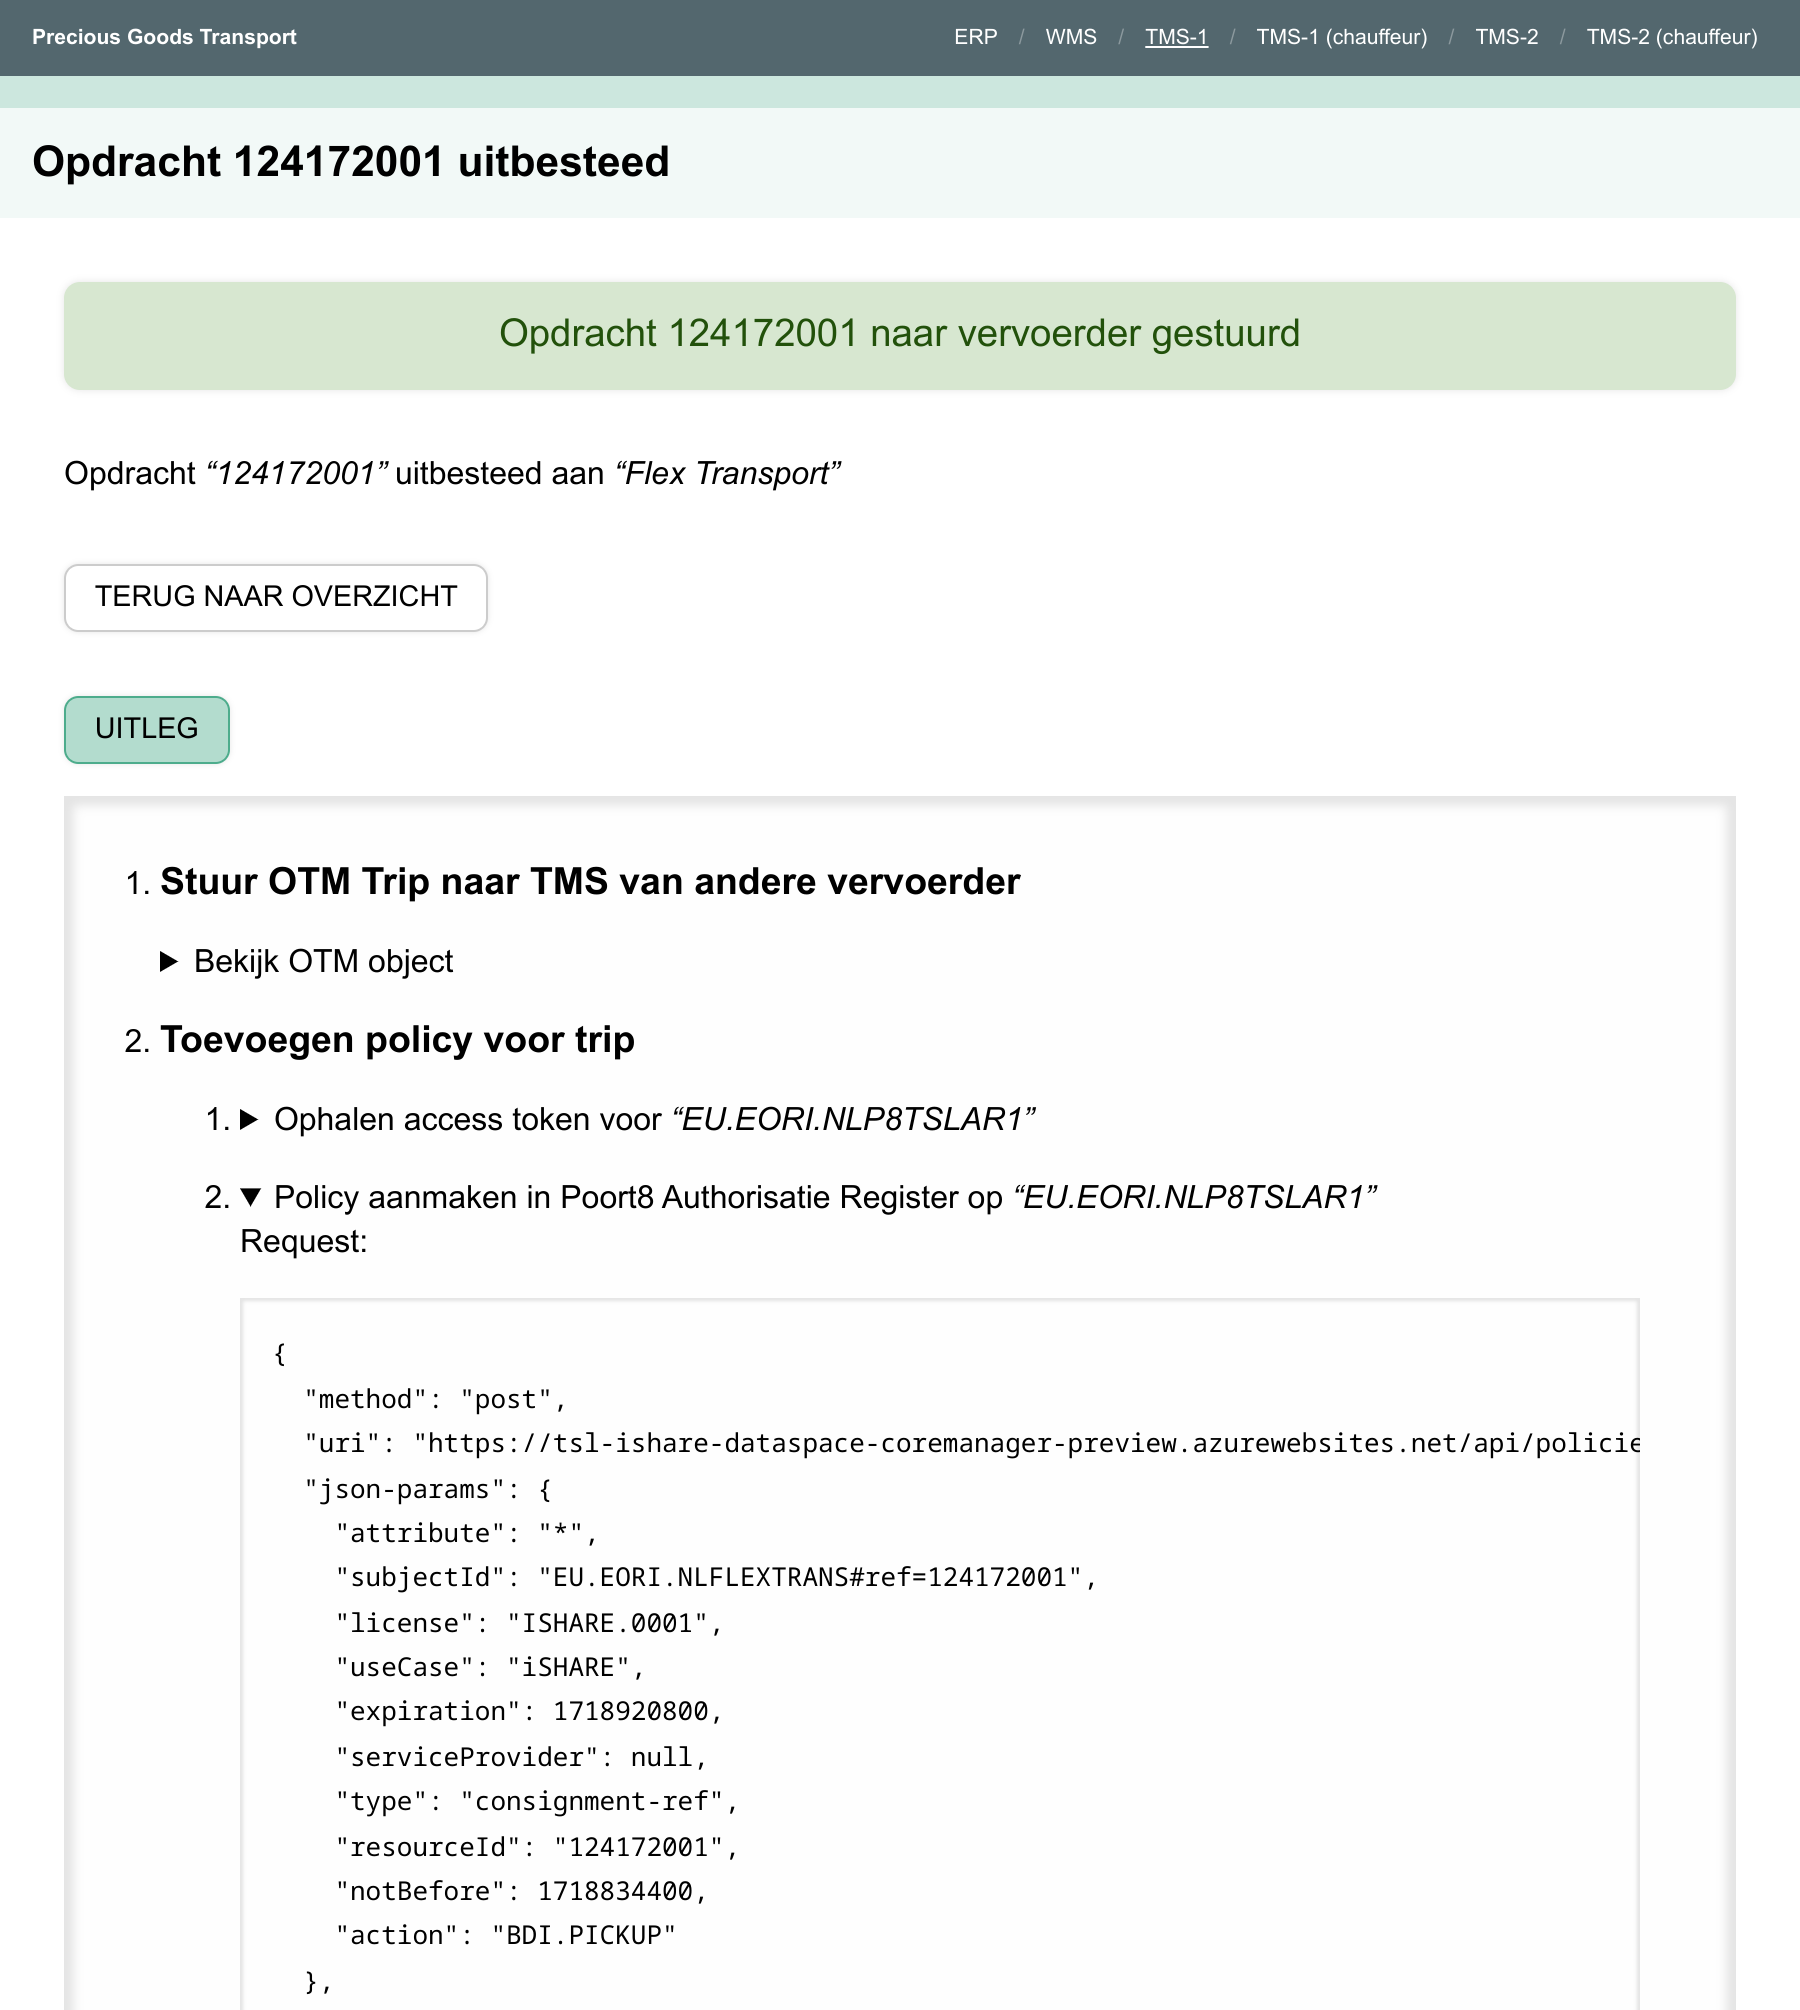 Precious Goods Transport
ERP / WMS / TMS-1 / TMS-1 (chauffeur) / TMS-2 / TMS-2 (chauffeur)
Opdracht 124172001 uitbesteed
Opdracht 124172001 naar vervoerder gestuurd
Opdracht “124172001” uitbesteed aan “Flex Transport”
TERUG NAAR OVERZICHT
UITLEG
1. Stuur OTM Trip naar TMS van andere vervoerder
▶ Bekijk OTM object
2. Toevoegen policy voor trip
1. ▶ Ophalen access token voor “EU.EORI.NLP8TSLAR1”
2. ▼ Policy aanmaken in Poort8 Authorisatie Register op “EU.EORI.NLP8TSLAR1”
Request:
{
"method": "post",
"uri": "https://tsl-ishare-dataspace-coremanager-preview.azurewebsites.net/api/policie
"json-params": {
"attribute": "*",
"subjectId": "EU.EORI.NLFLEXTRANS#ref=124172001",
"license": "ISHARE.0001",
"useCase": "iSHARE",
"expiration": 1718920800,
"serviceProvider": null,
"type": "consignment-ref",
"resourceId": "124172001",
"notBefore": 1718834400,
"action": "BDI.PICKUP"
},